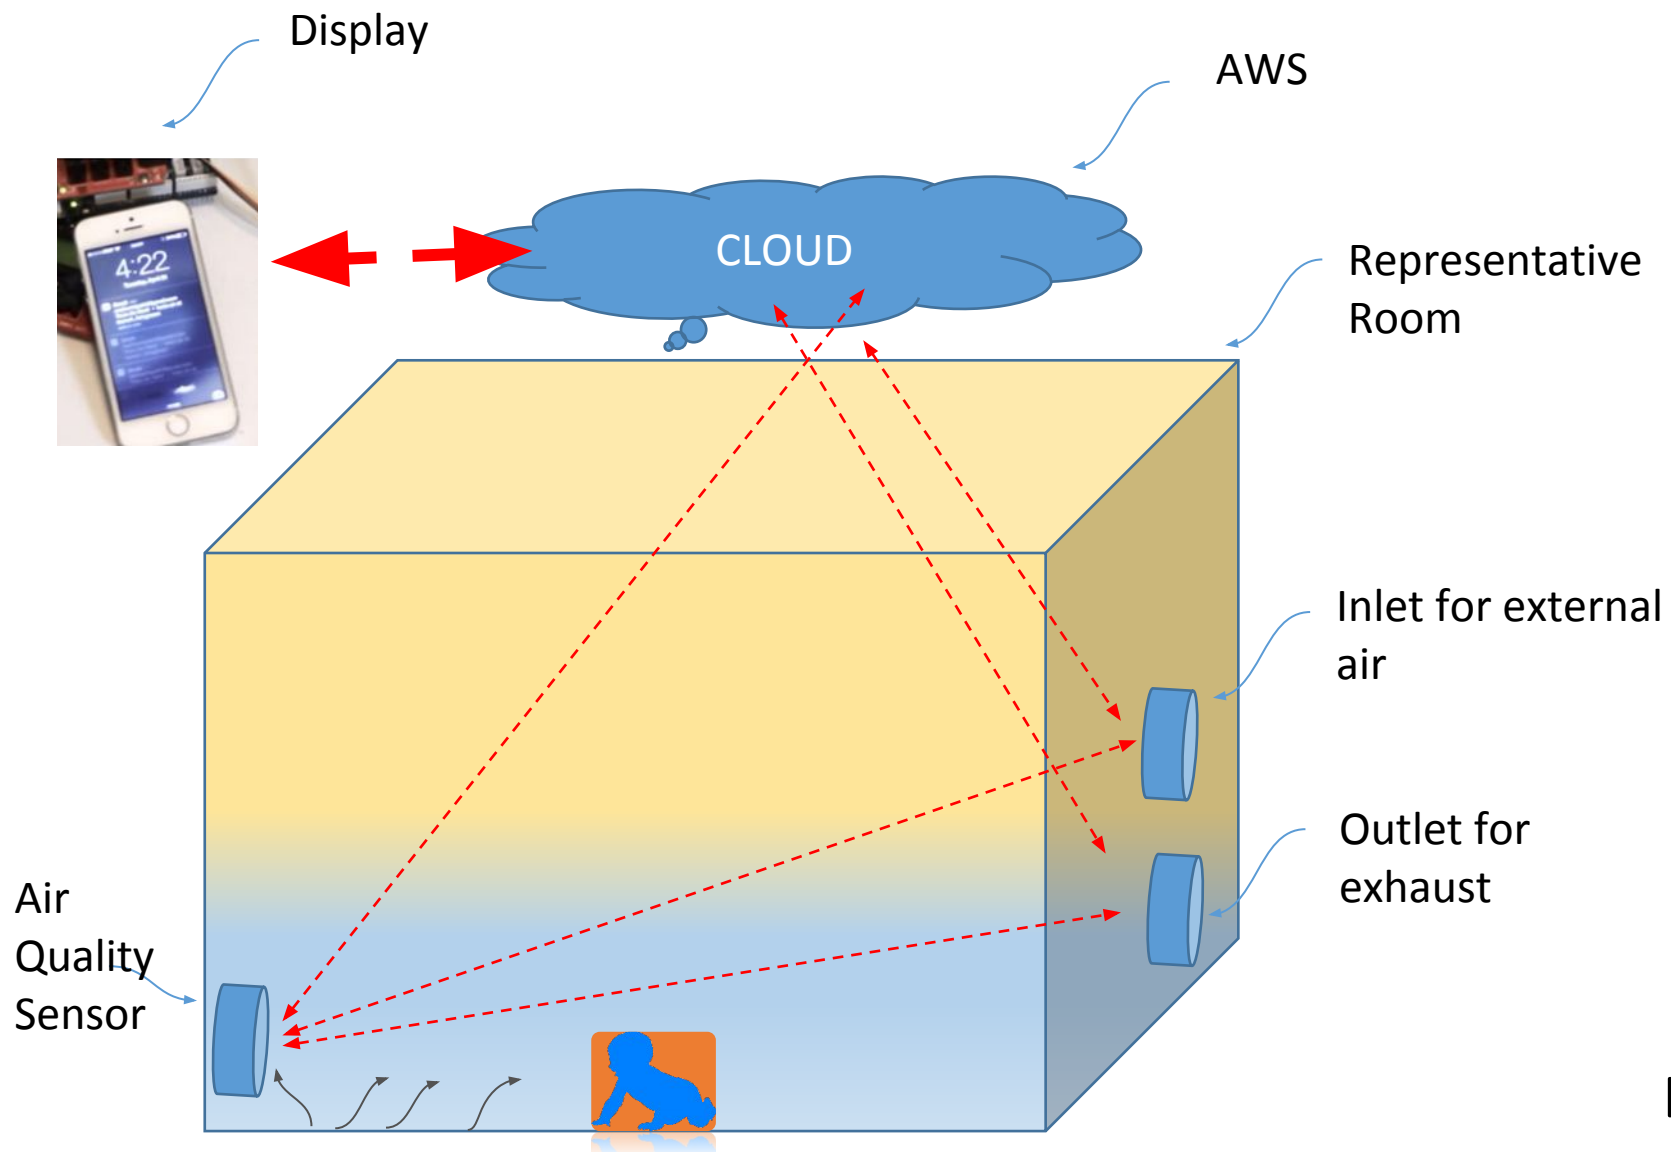 Display
AWS
4:22
CLOUD
Representative
Room
Inlet for external
air
Outlet for
exhaust
Air
Quality
Sensor